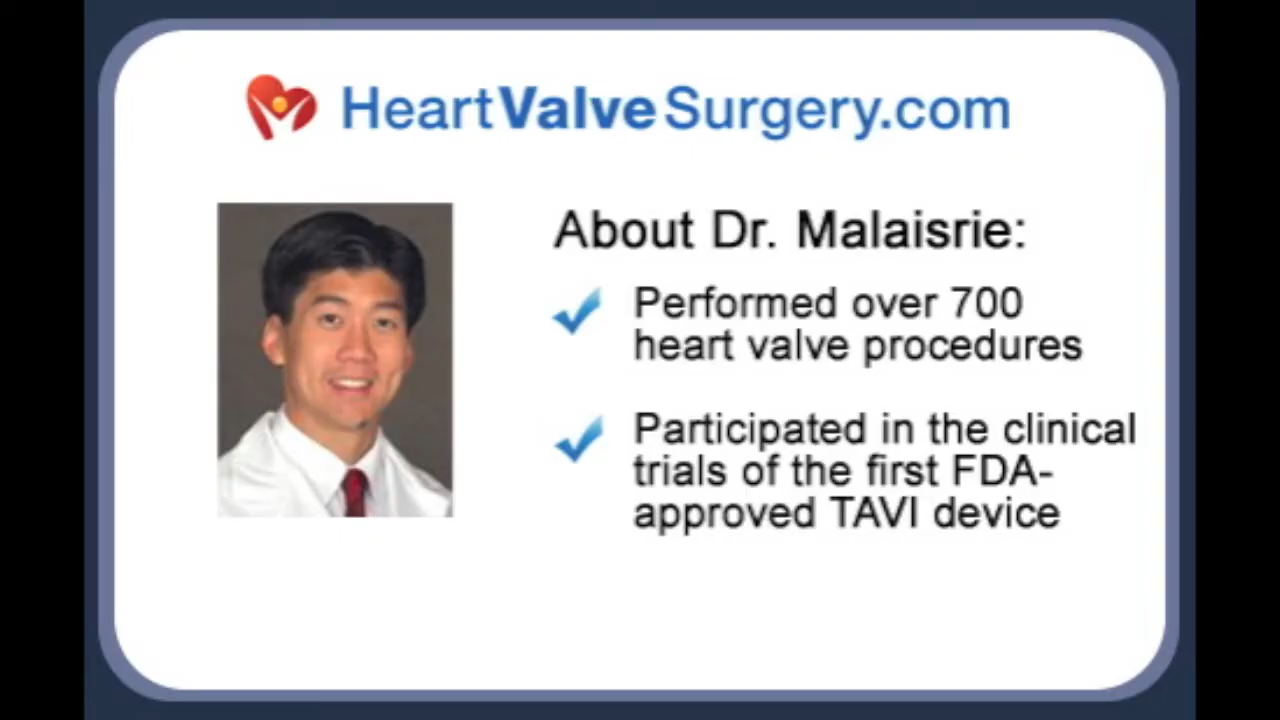 HeartValveSurgery.com
About Dr. Malaisrie:
Performed over 700
heart valve procedures
Participated in the clinical
trials of the first FDA-
approved TAVI device